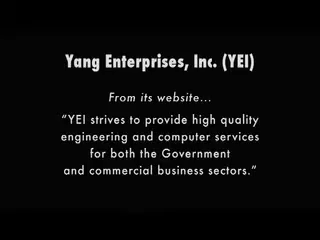 Yang Enterprises, Inc. (YEI)
From its website...
“YEI strives to provide high quality
engineering and computer services
for both the Government
and commercial business sectors.”